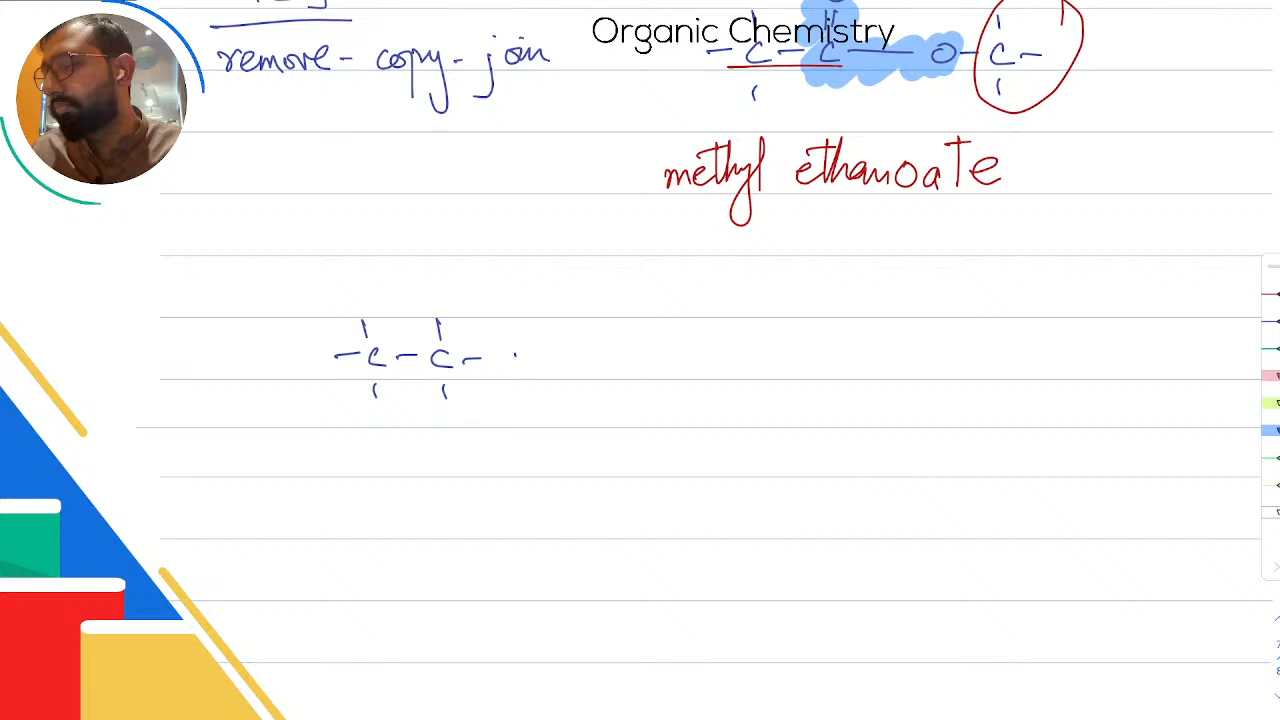 Organic Chemistry
remove - copy - join
- C - C - O - C -
methyl ethanoate
- C - C -